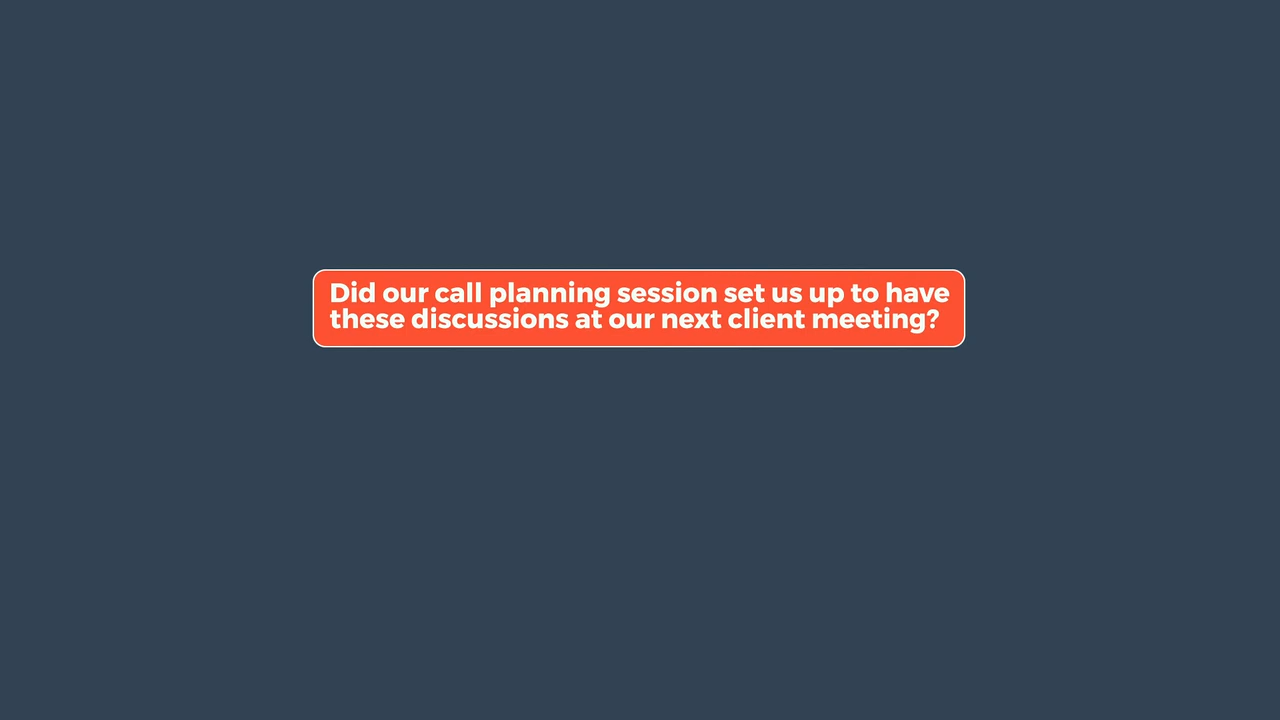 Did our call planning session set us up to have
these discussions at our next client meeting?